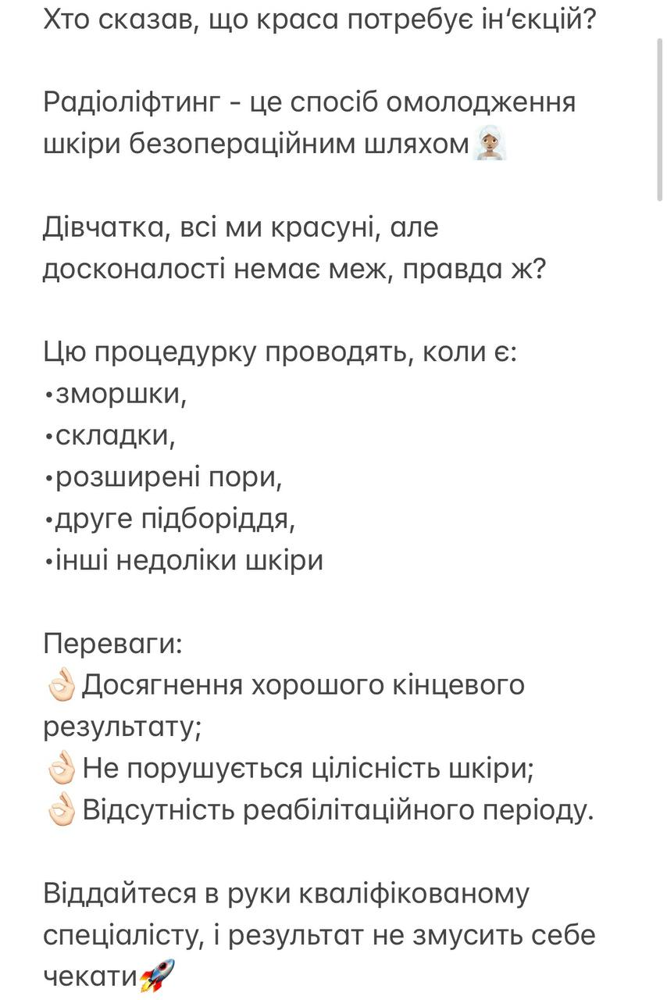 Хто сказав, що краса потребує ін‘єкцій?
Радіоліфтинг - це спосіб омолодження
шкіри безопераційним шляхом🧖🏽‍♀️
Дівчатка, всі ми красуні, але
досконалості немає меж, правда ж?
Цю процедурку проводять, коли є:
•зморшки,
•складки,
•розширені пори,
•друге підборіддя,
•інші недоліки шкіри
Переваги:
👌🏻Досягнення хорошого кінцевого
результату;
👌🏻Не порушується цілісність шкіри;
👌🏻Відсутність реабілітаційного періоду.
Віддайтеся в руки кваліфікованому
спеціалісту, і результат не змусить себе
чекати🚀